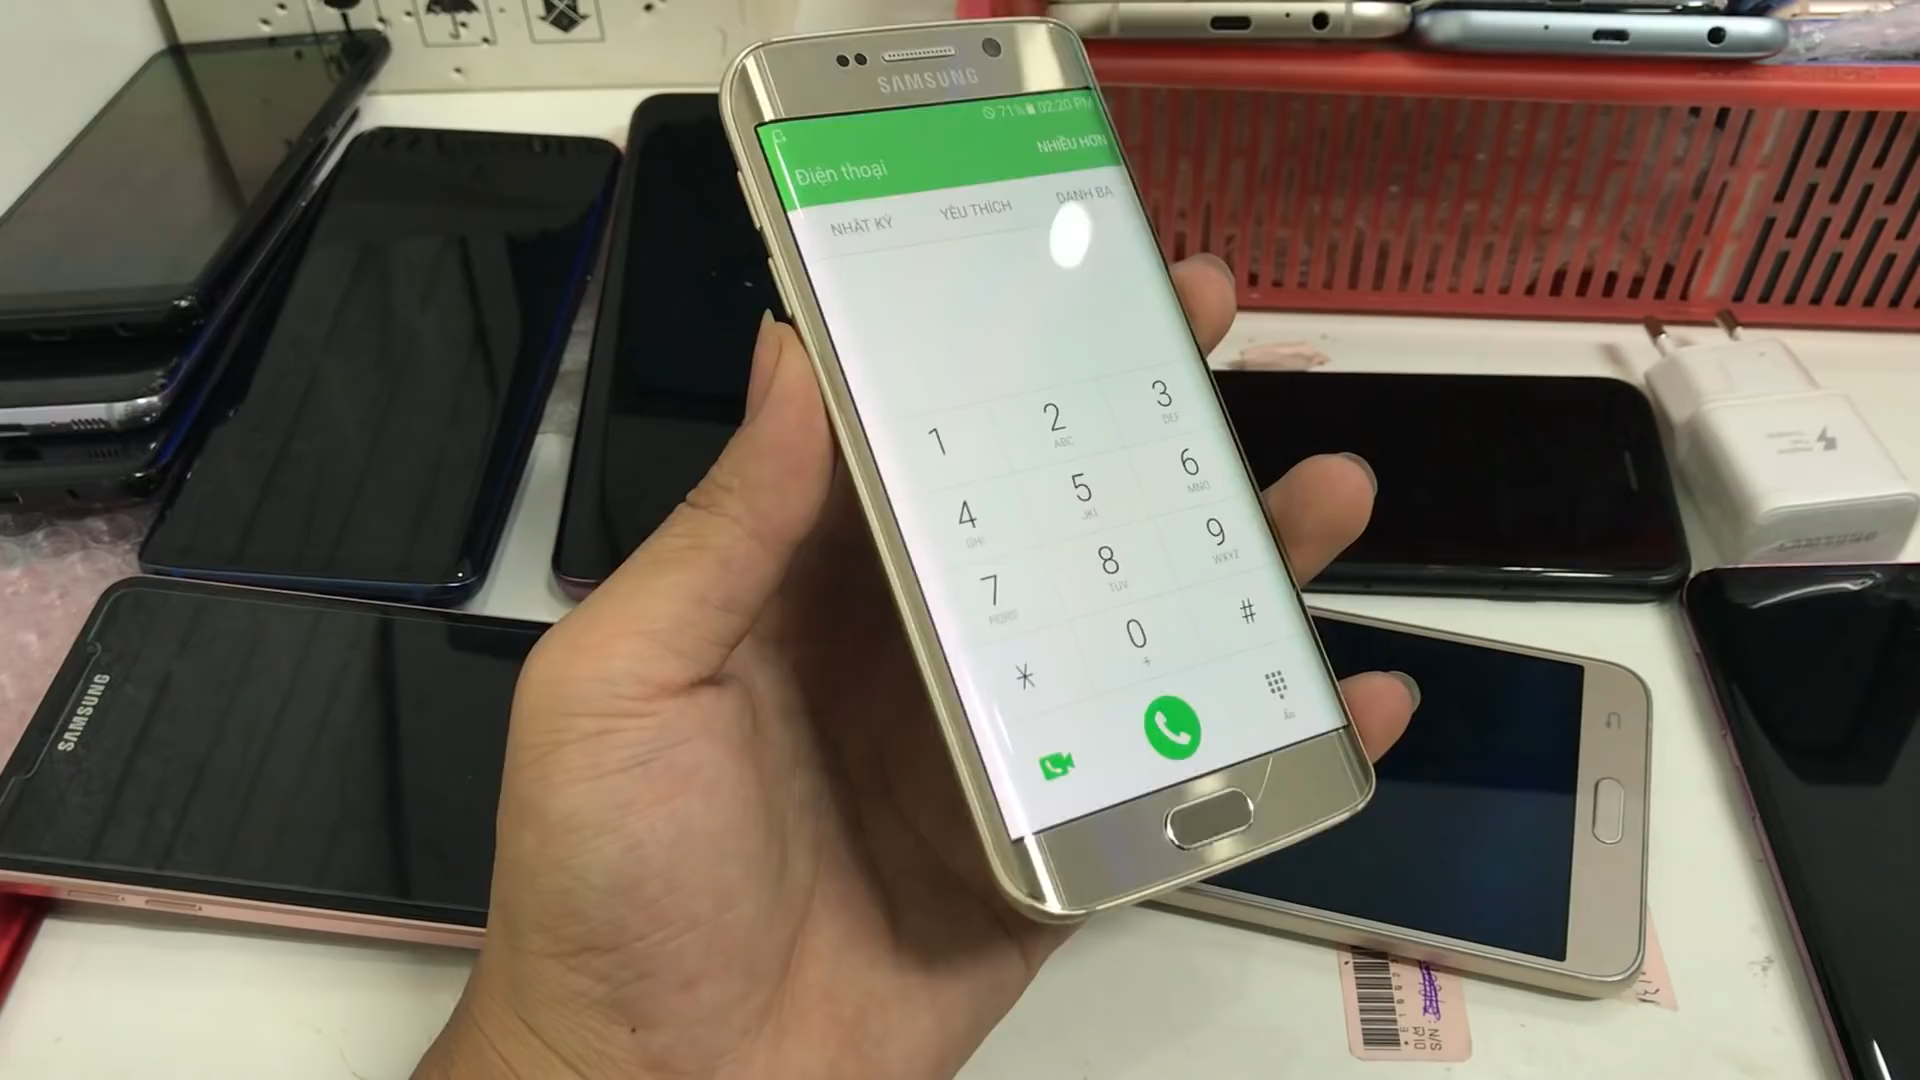 SAMSUNG
71% 02:20 PM
Điện thoại
NHIỀU HƠN
NHẬT KÝ
YÊU THÍCH
DANH BẠ
1
2
ABC
3
DEF
4
GHI
5
JKL
6
MNO
7
PQRS
8
TUV
9
WXYZ
*
0
+
#
Ẩn
SAMSUNG
S/N :